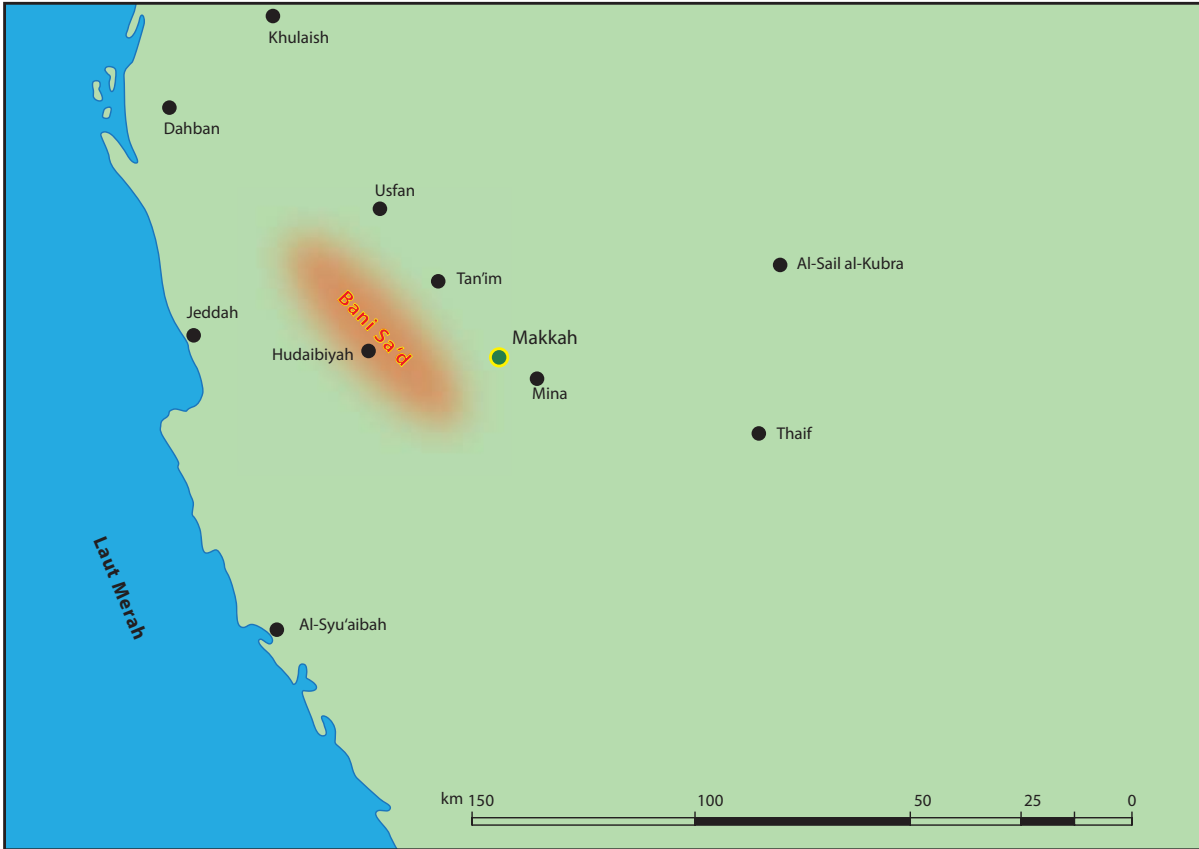 Khulaish
Dahban
Usfan
Al-Sail al-Kubra
Tan'im
Bani Sa'd
Jeddah
Makkah
Hudaibiyah
Mina
Thaif
Laut Merah
Al-Syu'aibah
km 150 100 50 25 0